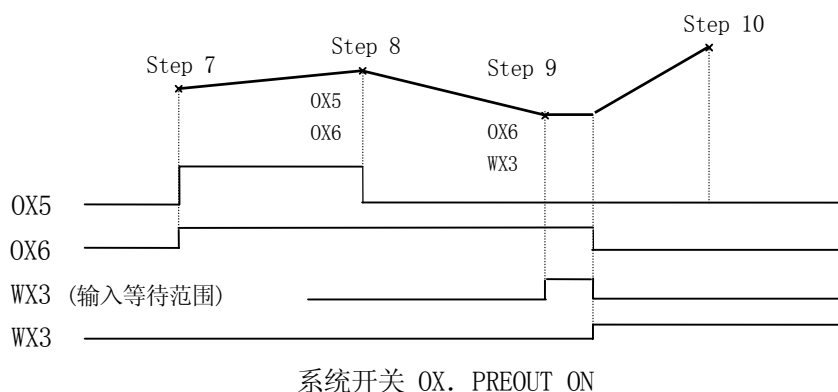 Step 10
Step 8
Step 7
Step 9
OX5
OX6
OX6
WX3
OX5
OX6
WX3 (输入等待范围)
WX3
系统开关 OX. PREOUT ON